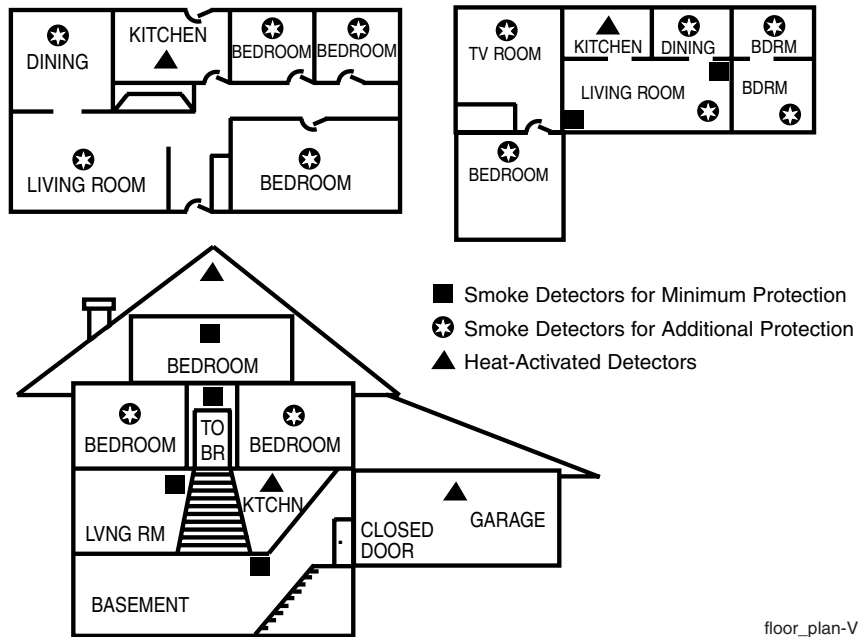 DINING
KITCHEN
BEDROOM
BEDROOM
LIVING ROOM
BEDROOM
TV ROOM
KITCHEN
DINING
BDRM
LIVING ROOM
BDRM
BEDROOM
Smoke Detectors for Minimum Protection
Smoke Detectors for Additional Protection
Heat-Activated Detectors
BEDROOM
BEDROOM
TO
BR
BEDROOM
LVNG RM
KTCHN
CLOSED
DOOR
GARAGE
BASEMENT
floor_plan-V